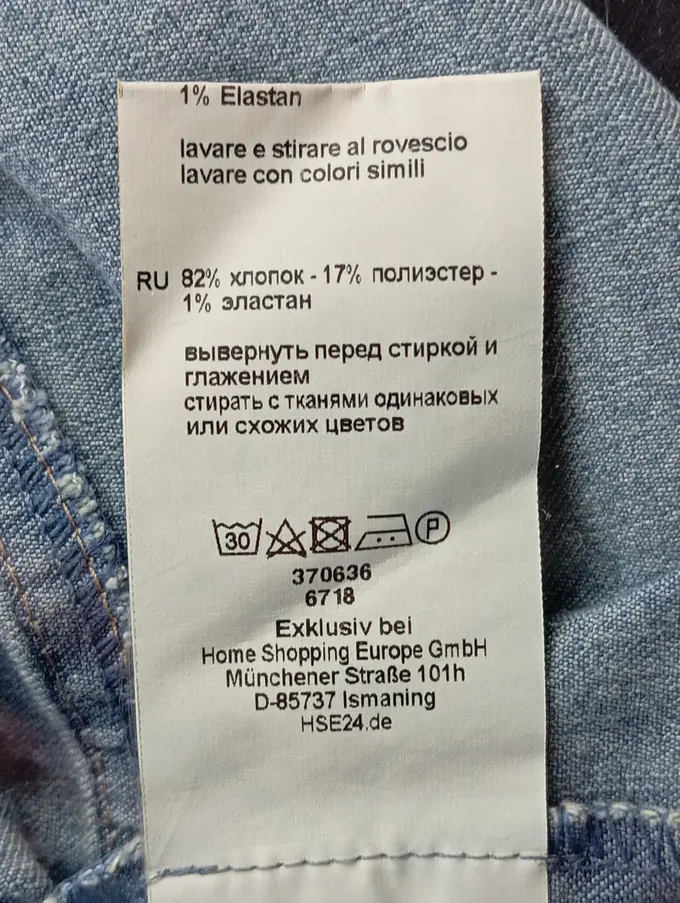 1% Elastan
lavare e stirare al rovescio
lavare con colori simili
RU 82% хлопок - 17% полиэстер -
1% эластан
вывернуть перед стиркой и
глажением
стирать с тканями одинаковых
или схожих цветов
30 P
370636
6718
Exklusiv bei
Home Shopping Europe GmbH
Münchener Straße 101h
D-85737 Ismaning
HSE24.de